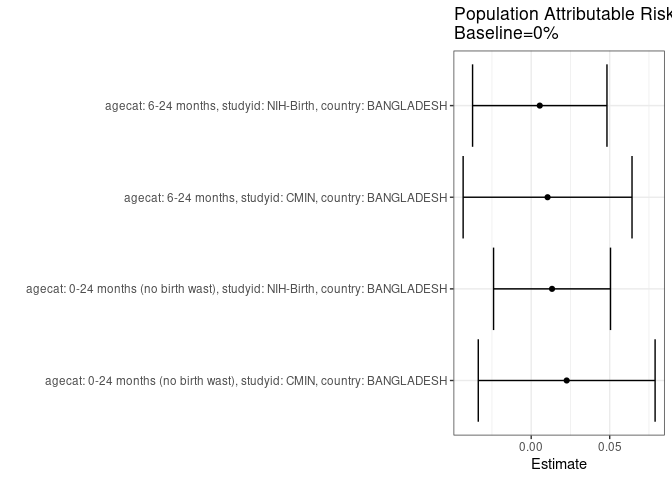 Population Attributable Risk
Baseline=0%
agecat: 6-24 months, studyid: NIH-Birth, country: BANGLADESH
agecat: 6-24 months, studyid: CMIN, country: BANGLADESH
agecat: 0-24 months (no birth wast), studyid: NIH-Birth, country: BANGLADESH
agecat: 0-24 months (no birth wast), studyid: CMIN, country: BANGLADESH
0.00 0.05
Estimate